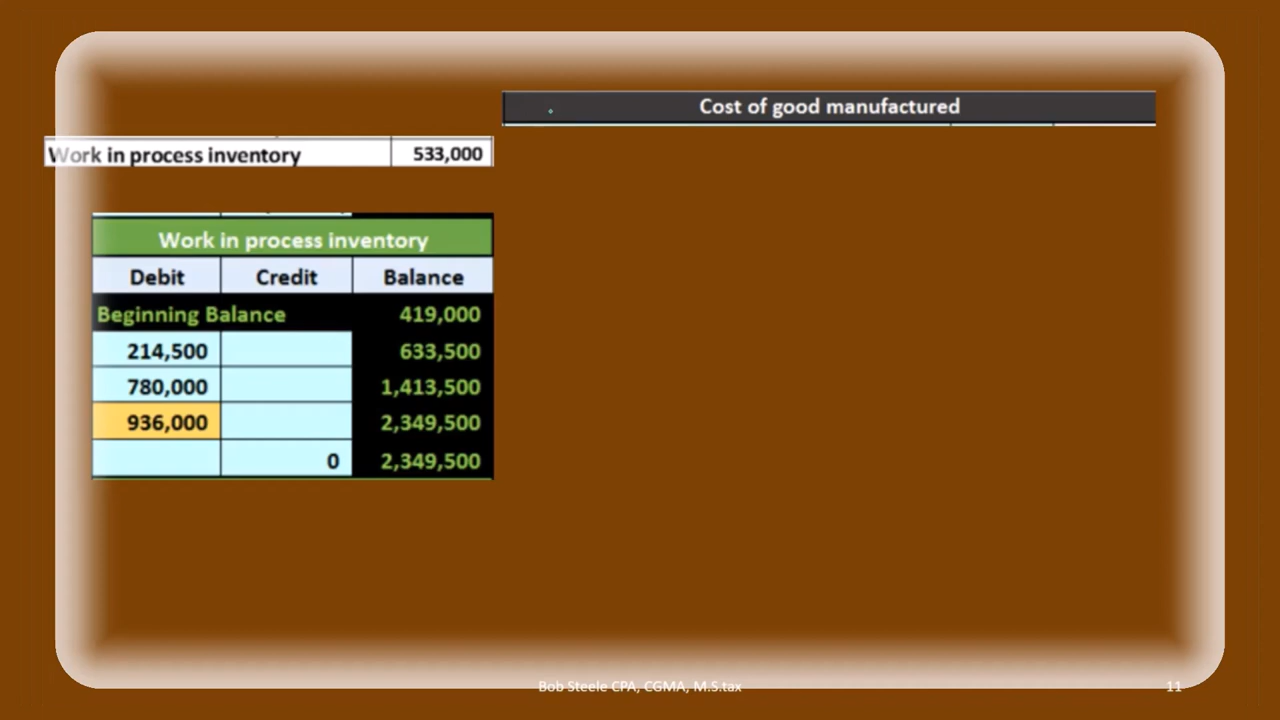 Cost of good manufactured
Work in process inventory 533,000
Work in process inventory
Debit Credit Balance
Beginning Balance 419,000
214,500 633,500
780,000 1,413,500
936,000 2,349,500
0 2,349,500
Bob Steele CPA, CGMA, M.S.tax 11